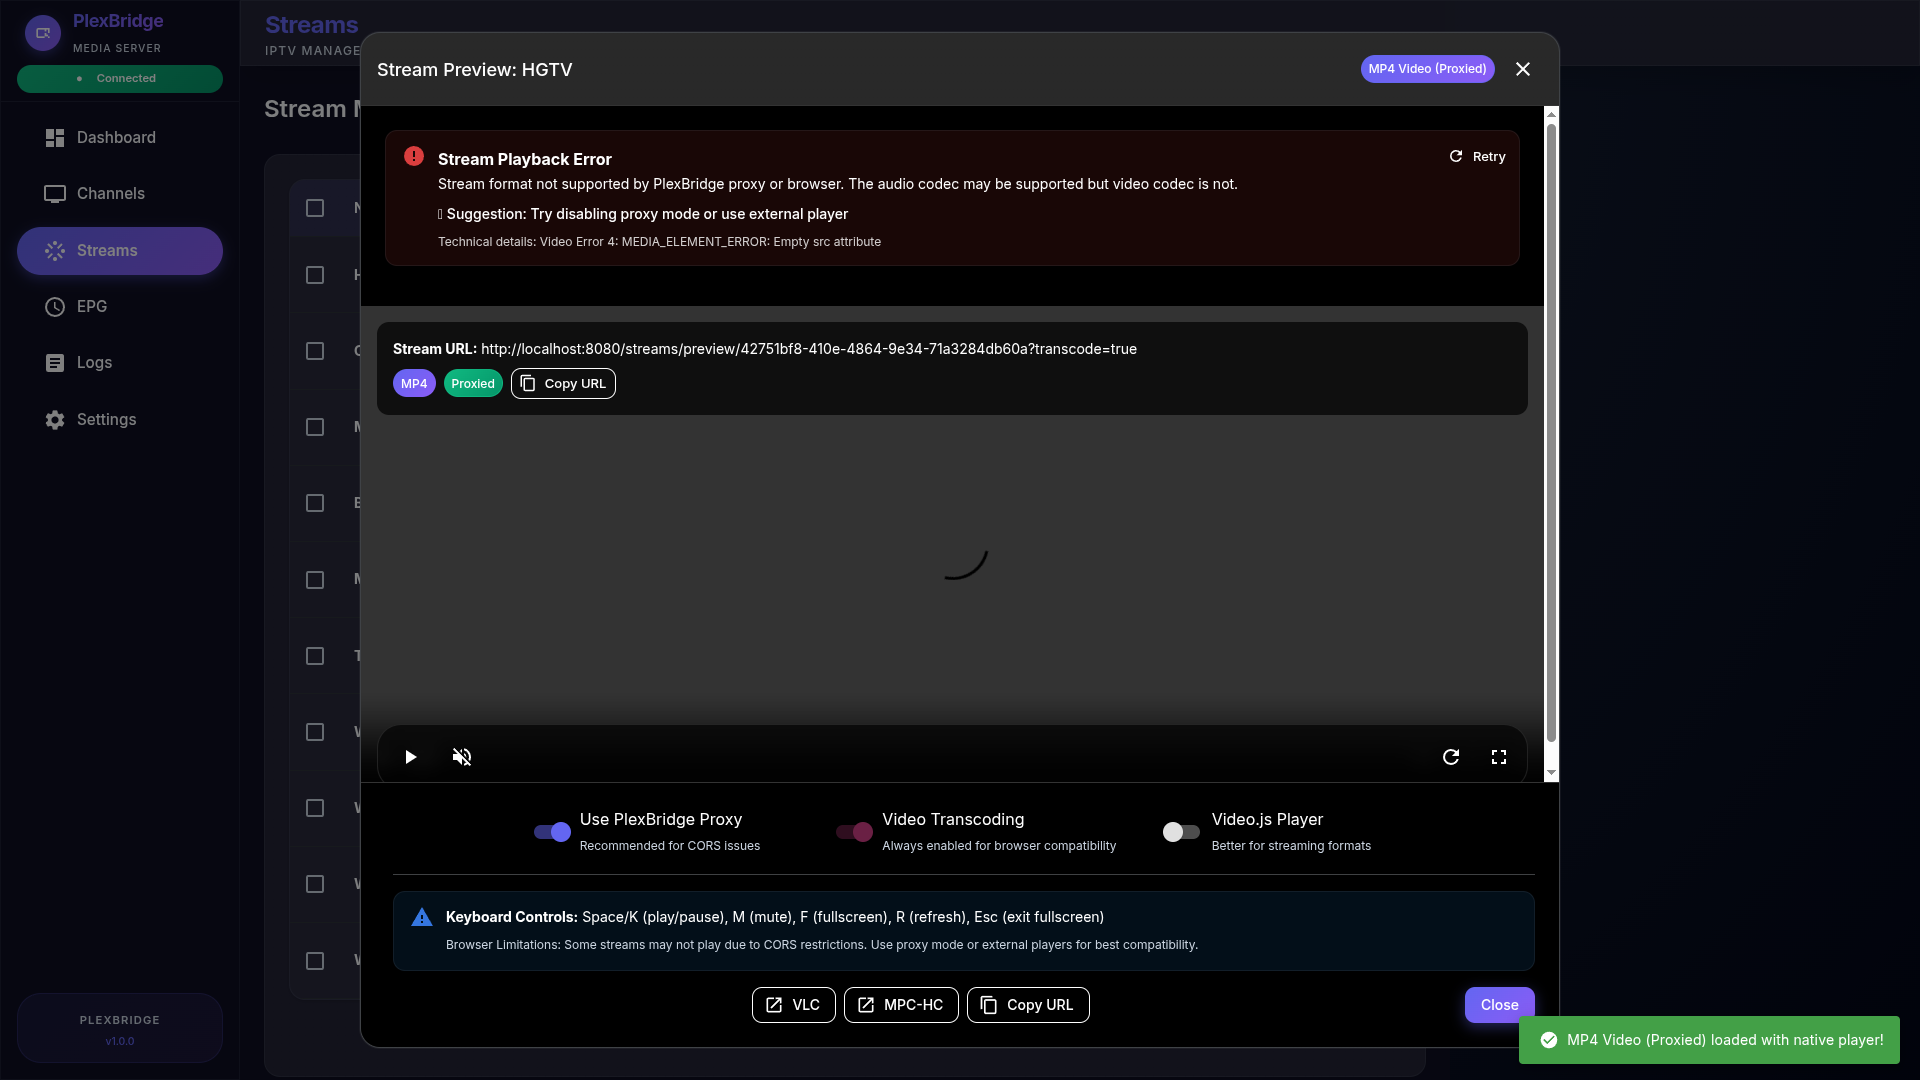 PlexBridge
MEDIA SERVER
Connected
Dashboard
Channels
Streams
EPG
Logs
Settings
PLEXBRIDGE
v1.0.0
Streams
IPTV MANAGE
Stream
Stream Preview: HGTV
MP4 Video (Proxied)
Stream Playback Error
Retry
Stream format not supported by PlexBridge proxy or browser. The audio codec may be supported but video codec is not.
Suggestion: Try disabling proxy mode or use external player
Technical details: Video Error 4: MEDIA_ELEMENT_ERROR: Empty src attribute
Stream URL: http://localhost:8080/streams/preview/42751bf8-410e-4864-9e34-71a3284db60a?transcode=true
MP4 Proxied Copy URL
Use PlexBridge Proxy
Recommended for CORS issues
Video Transcoding
Always enabled for browser compatibility
Video.js Player
Better for streaming formats
Keyboard Controls: Space/K (play/pause), M (mute), F (fullscreen), R (refresh), Esc (exit fullscreen)
Browser Limitations: Some streams may not play due to CORS restrictions. Use proxy mode or external players for best compatibility.
VLC MPC-HC Copy URL Close
MP4 Video (Proxied) loaded with native player!